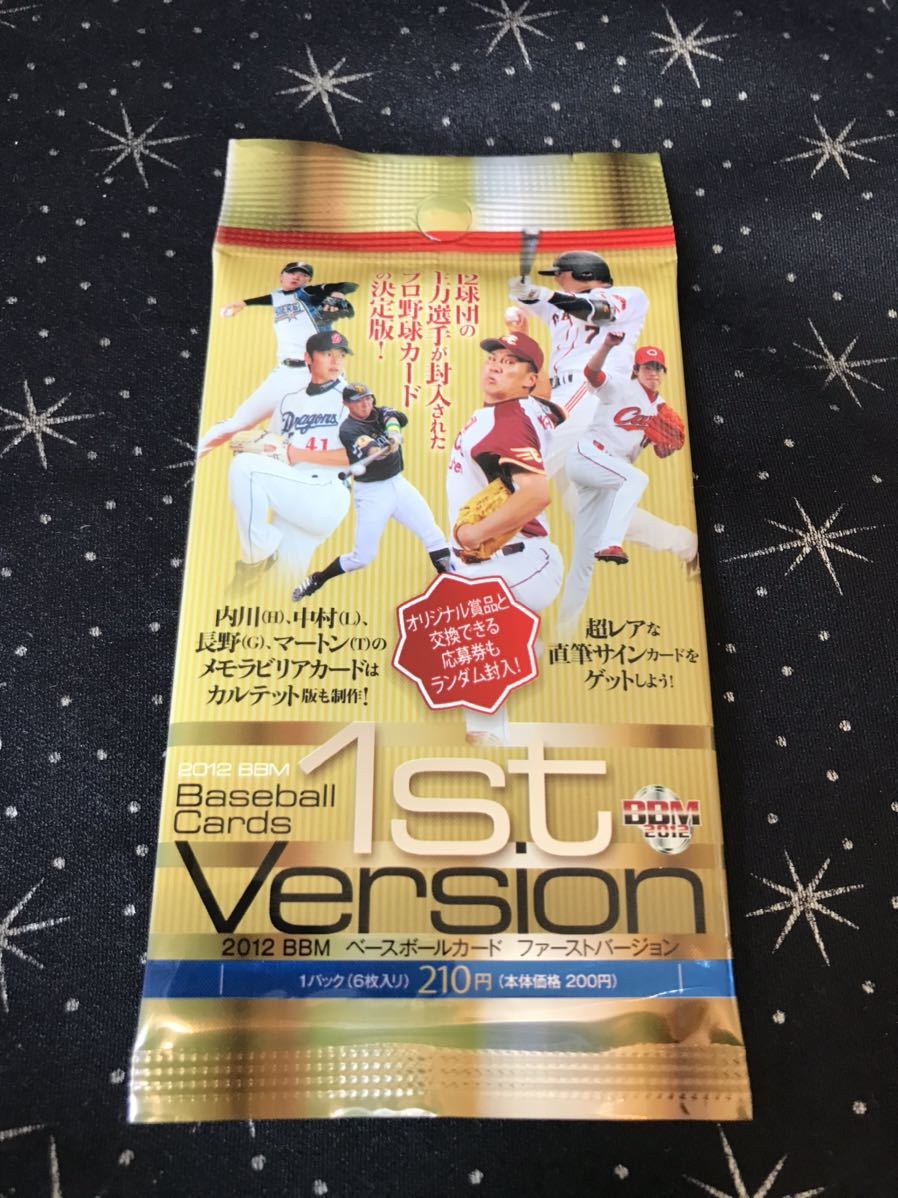 12球団の
主力選手が封入された
プロ野球カード
の決定版!
Dragons
41
7
内川(H)、中村(L)、
長野(G)、マートン(T)の
メモラビリアカードは
カルテット版も制作!
オリジナル賞品と
交換できる
応募券も
ランダム封入!
超レアな
直筆サインカードを
ゲットしよう!
2012 BBM
Baseball
Cards
1st
Version
BBM
2012
2012 BBM ベースボールカード ファーストバージョン
1パック(6枚入り) 210円 (本体価格 200円)